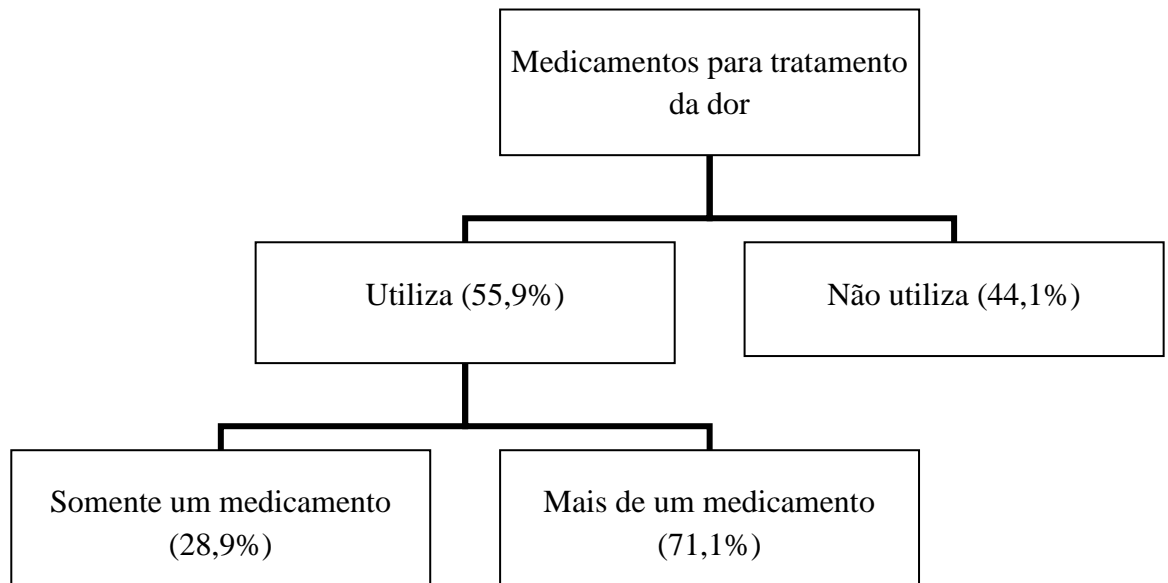 Medicamentos para tratamento
da dor
Utiliza (55,9%)
Não utiliza (44,1%)
Somente um medicamento
(28,9%)
Mais de um medicamento
(71,1%)